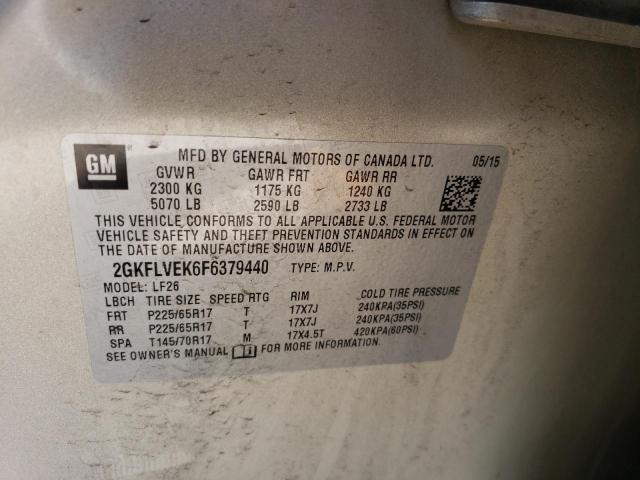 GM
MFD BY GENERAL MOTORS OF CANADA LTD. 05/15
GVWR GAWR FRT GAWR RR
2300 KG 1175 KG 1240 KG
5070 LB 2590 LB 2733 LB
THIS VEHICLE CONFORMS TO ALL APPLICABLE U.S. FEDERAL MOTOR
VEHICLE SAFETY AND THEFT PREVENTION STANDARDS IN EFFECT ON
THE DATE OF MANUFACTURE SHOWN ABOVE.
2GKFLVEK6F6379440 TYPE: M.P.V.
MODEL: LF26
LBCH TIRE SIZE SPEED RTG RIM COLD TIRE PRESSURE
FRT P225/65R17 T 17X7J 240KPA(35PSI)
RR P225/65R17 T 17X7J 240KPA(35PSI)
SPA T145/70R17 M 17X4.5T 420KPA(60PSI)
SEE OWNER'S MANUAL FOR MORE INFORMATION.